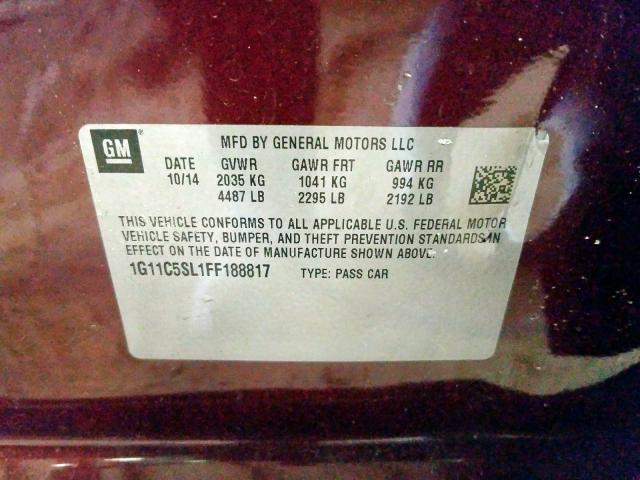 GM®
MFD BY GENERAL MOTORS LLC
DATE GVWR GAWR FRT GAWR RR
10/14 2035 KG 1041 KG 994 KG
4487 LB 2295 LB 2192 LB
THIS VEHICLE CONFORMS TO ALL APPLICABLE U.S. FEDERAL MOTOR
VEHICLE SAFETY, BUMPER, AND THEFT PREVENTION STANDARDS IN
EFFECT ON THE DATE OF MANUFACTURE SHOWN ABOVE.
1G11C5SL1FF188817 TYPE: PASS CAR